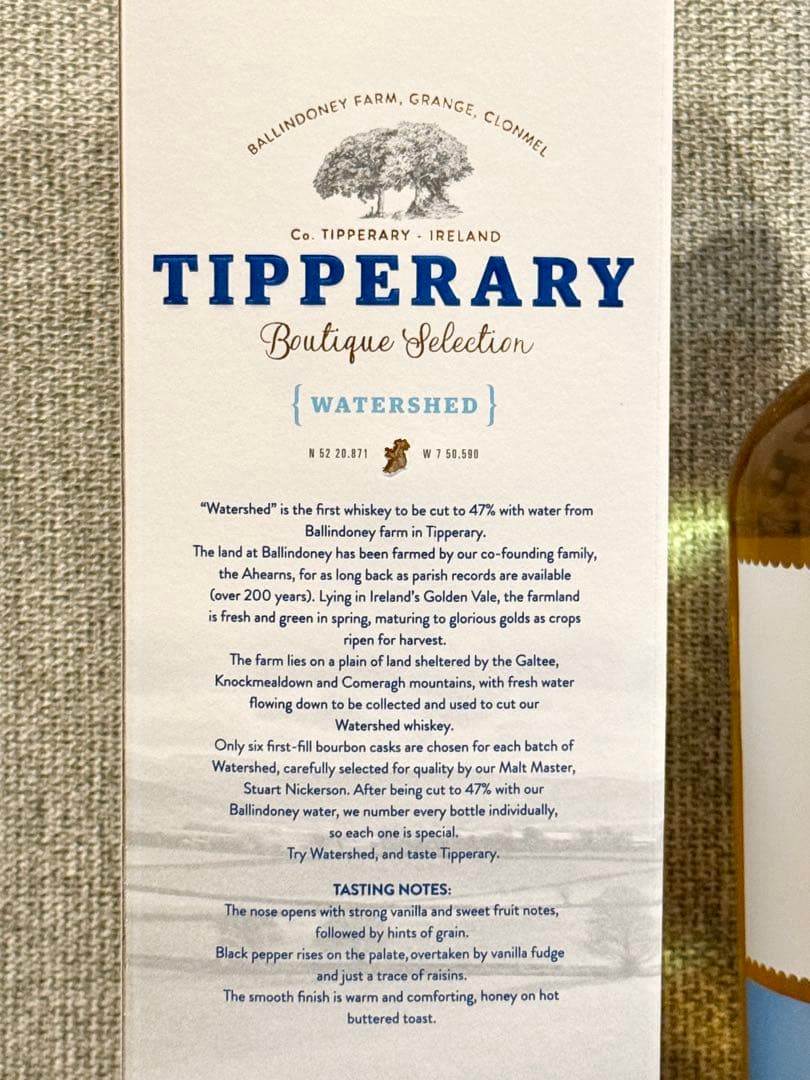 BALLINDONEY FARM, GRANGE, CLONMEL
Co. TIPPERARY - IRELAND
TIPPERARY
Boutique Selection
{ WATERSHED }
N 52 20.871 W 7 50.590
“Watershed” is the first whiskey to be cut to 47% with water from
Ballindoney farm in Tipperary.
The land at Ballindoney has been farmed by our co-founding family,
the Ahearns, for as long back as parish records are available
(over 200 years). Lying in Ireland's Golden Vale, the farmland
is fresh and green in spring, maturing to glorious golds as crops
ripen for harvest.
The farm lies on a plain of land sheltered by the Galtee,
Knockmealdown and Comeragh mountains, with fresh water
flowing down to be collected and used to cut our
Watershed whiskey.
Only six first-fill bourbon casks are chosen for each batch of
Watershed, carefully selected for quality by our Malt Master,
Stuart Nickerson. After being cut to 47% with our
Ballindoney water, we number every bottle individually,
so each one is special.
Try Watershed, and taste Tipperary.
TASTING NOTES:
The nose opens with strong vanilla and sweet fruit notes,
followed by hints of grain.
Black pepper rises on the palate, overtaken by vanilla fudge
and just a trace of raisins.
The smooth finish is warm and comforting, honey on hot
buttered toast.